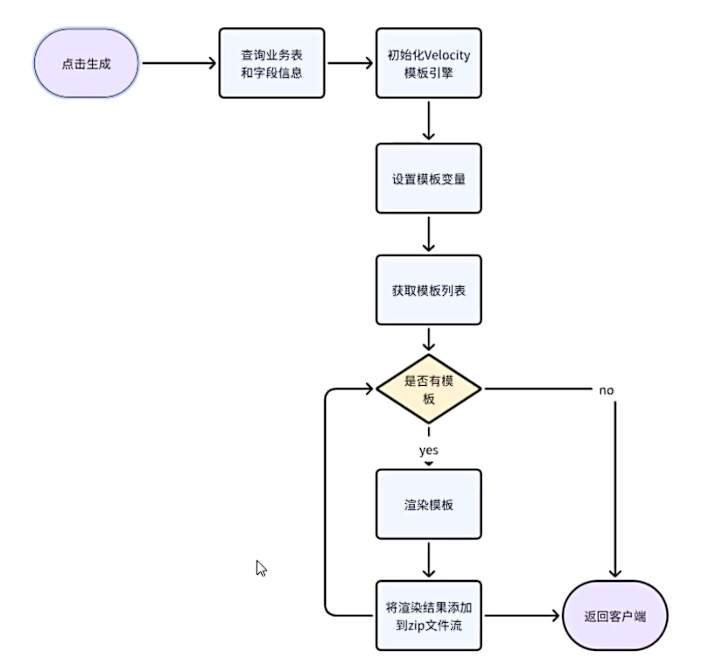 点击生成
查询业务表
和字段信息
初始化Velocity
模板引擎
设置模板变量
获取模板列表
是否有模
板
no
yes
渲染模板
将渲染结果添加
到zip文件流
返回客户端